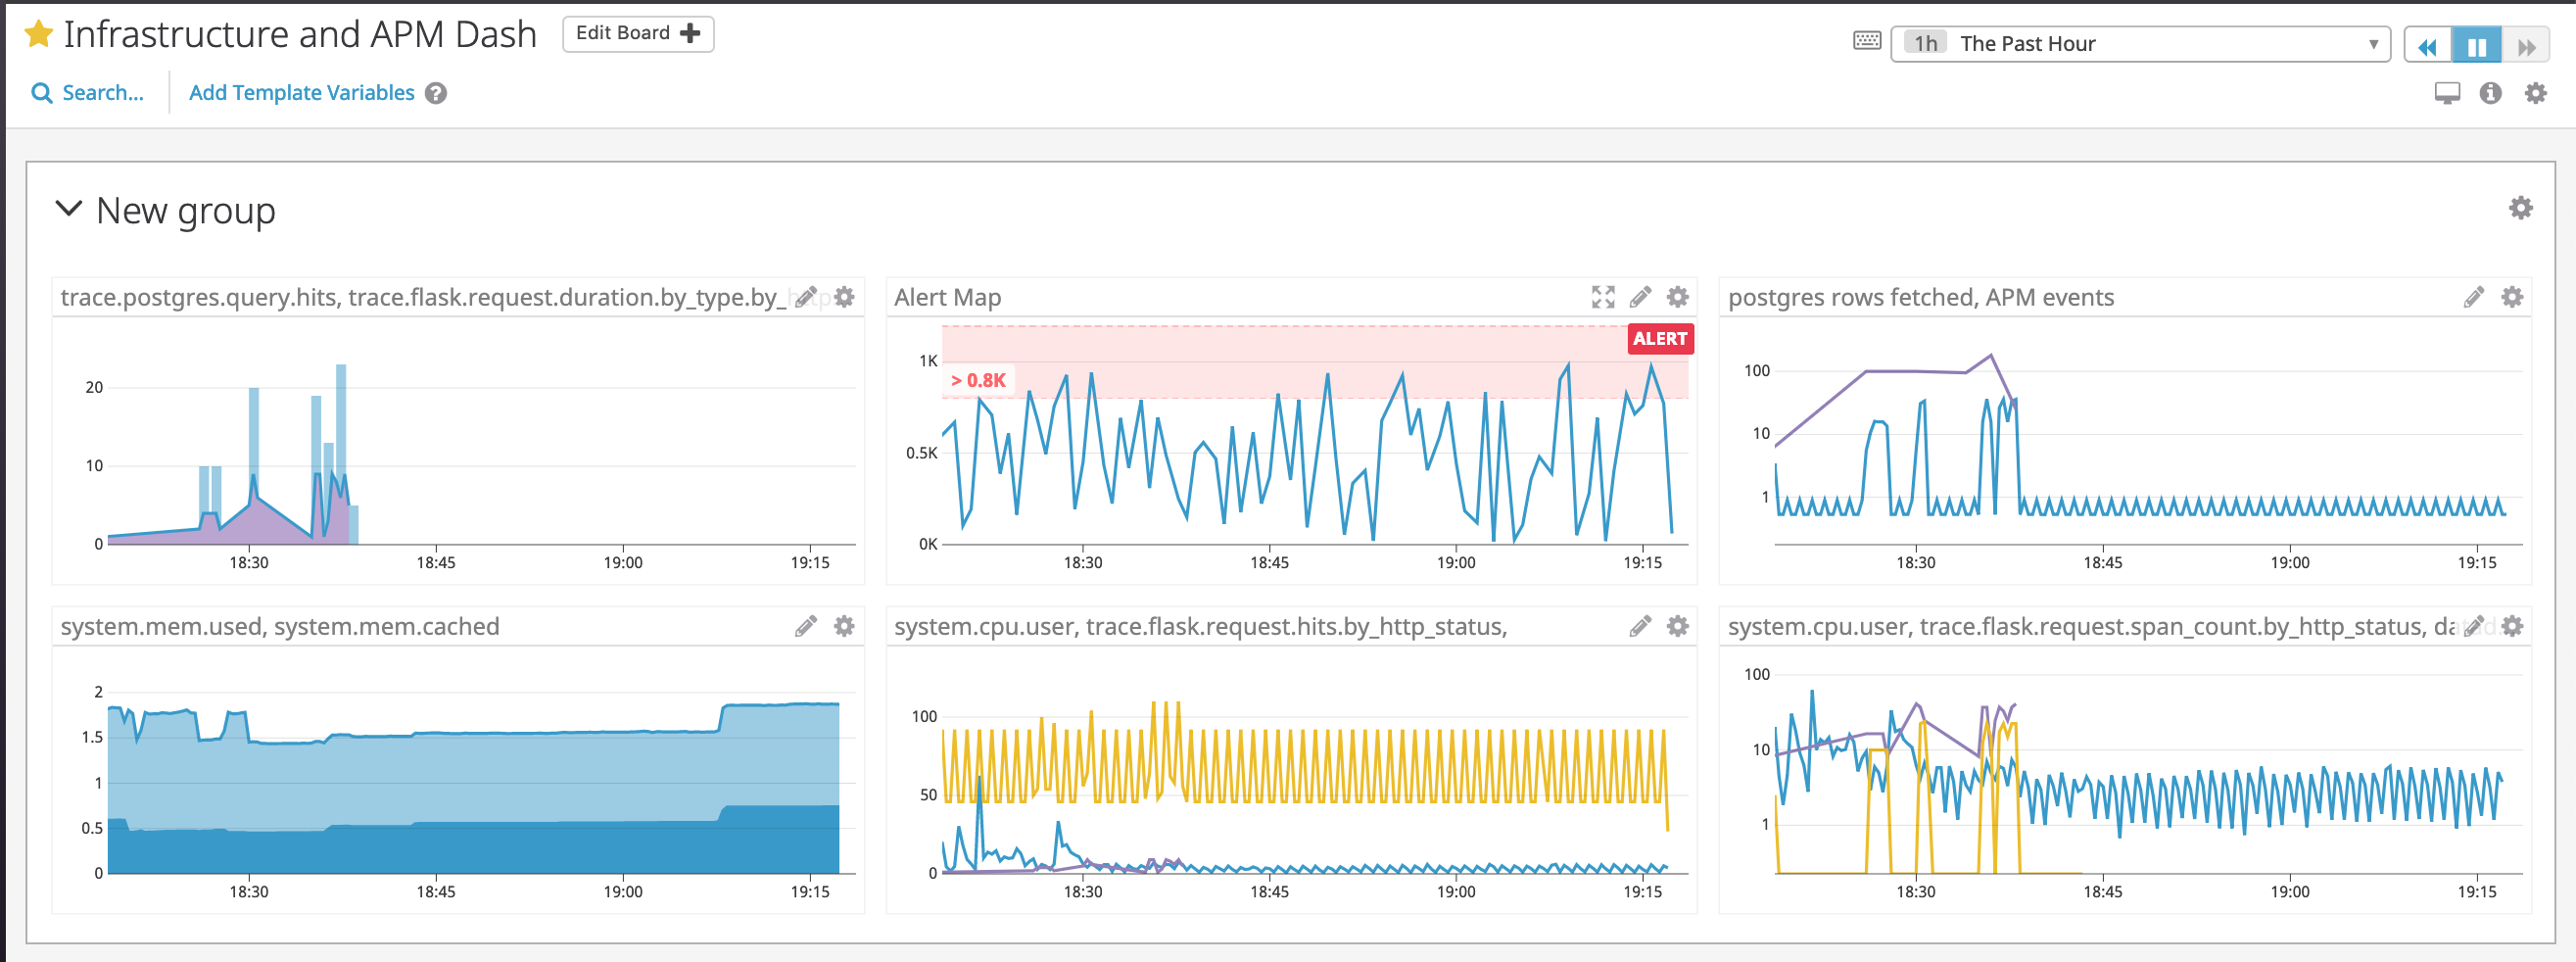 Infrastructure and APM Dash
Edit Board
1h The Past Hour
Search...
Add Template Variables
New group
trace.postgres.query.hits, trace.flask.request.duration.by_type.by_http
20
10
0
18:30 18:45 19:00 19:15
Alert Map
ALERT
1K
> 0.8K
0.5K
0K
18:30 18:45 19:00 19:15
postgres rows fetched, APM events
100
10
1
18:30 18:45 19:00 19:15
system.mem.used, system.mem.cached
2
1.5
1
0.5
0
18:30 18:45 19:00 19:15
system.cpu.user, trace.flask.request.hits.by_http_status,
100
50
0
18:30 18:45 19:00 19:15
system.cpu.user, trace.flask.request.span_count.by_http_status,
100
10
1
18:30 18:45 19:00 19:15